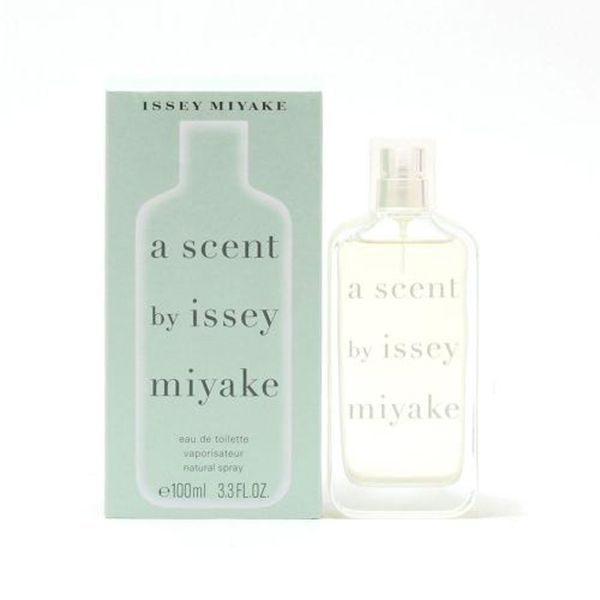 ISSEY MIYAKE
a scent
by issey
miyake
eau de toilette
vaporisateur
natural spray
℮100ml 3.3FL.OZ.
a scent
by issey
miyake